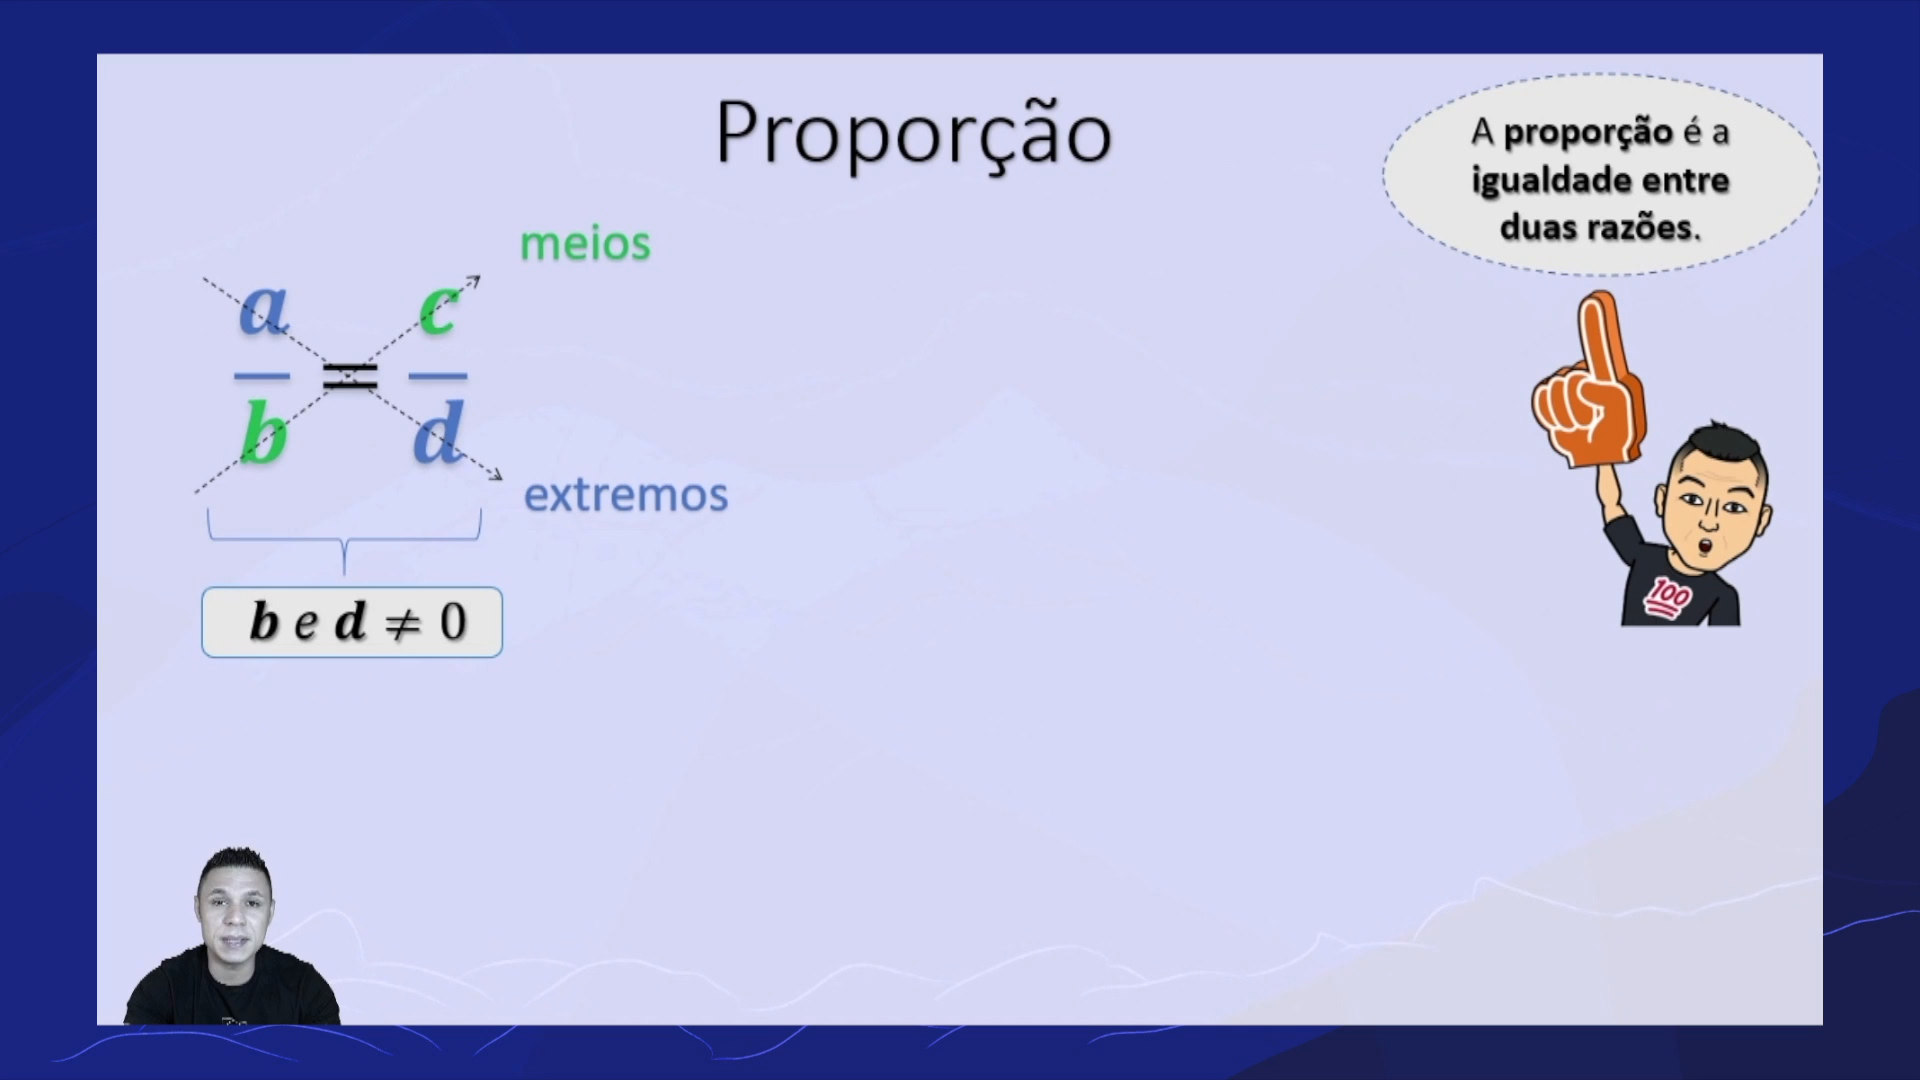 Proporção
A proporção é a
igualdade entre
duas razões.
meios
a c
=
b d
extremos
b e d ≠ 0
100